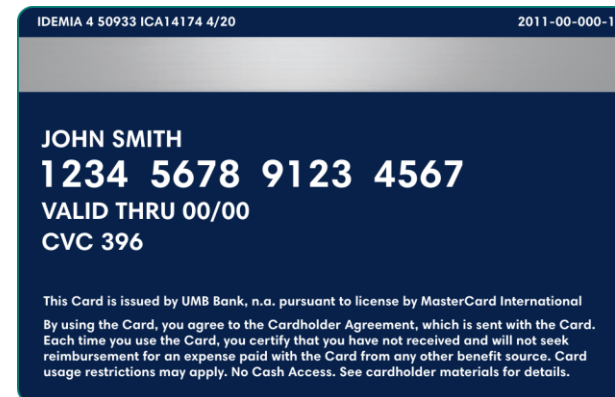 IDEMIA 4 50933 ICA14174 4/20 2011-00-000-1
JOHN SMITH
1234 5678 9123 4567
VALID THRU 00/00
CVC 396
This Card is issued by UMB Bank, n.a. pursuant to license by MasterCard International
By using the Card, you agree to the Cardholder Agreement, which is sent with the Card.
Each time you use the Card, you certify that you have not received and will not seek
reimbursement for an expense paid with the Card from any other benefit source. Card
usage restrictions may apply. No Cash Access. See cardholder materials for details.